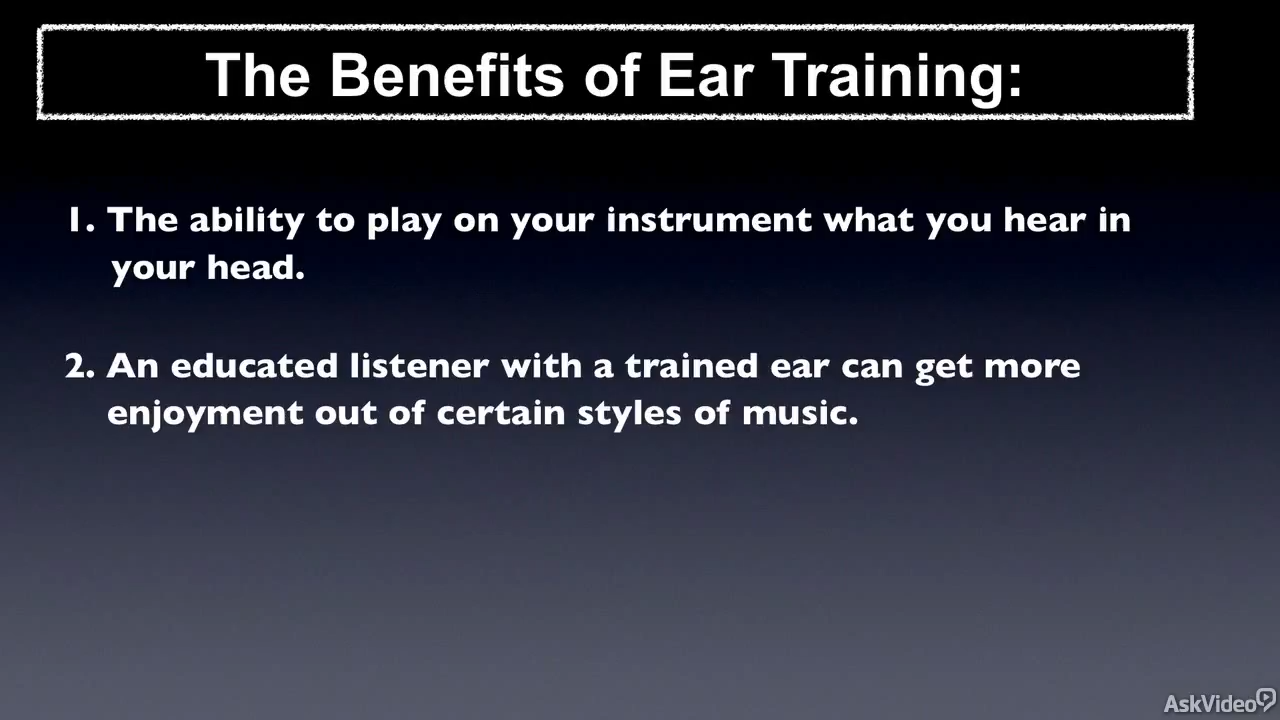 The Benefits of Ear Training:
1. The ability to play on your instrument what you hear in
your head.
2. An educated listener with a trained ear can get more
enjoyment out of certain styles of music.
AskVideo